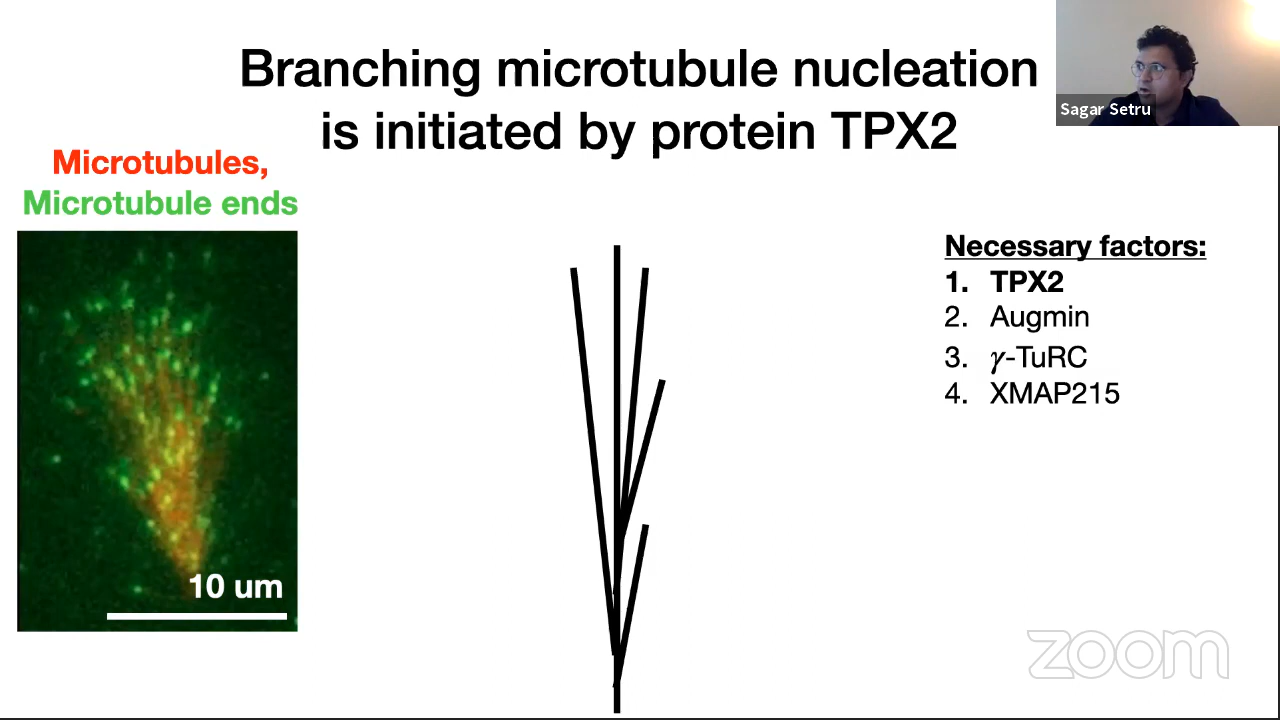 Branching microtubule nucleation
is initiated by protein TPX2
Sagar Setru
Microtubules,
Microtubule ends
10 um
Necessary factors:
1. TPX2
2. Augmin
3. γ-TuRC
4. XMAP215
zoom